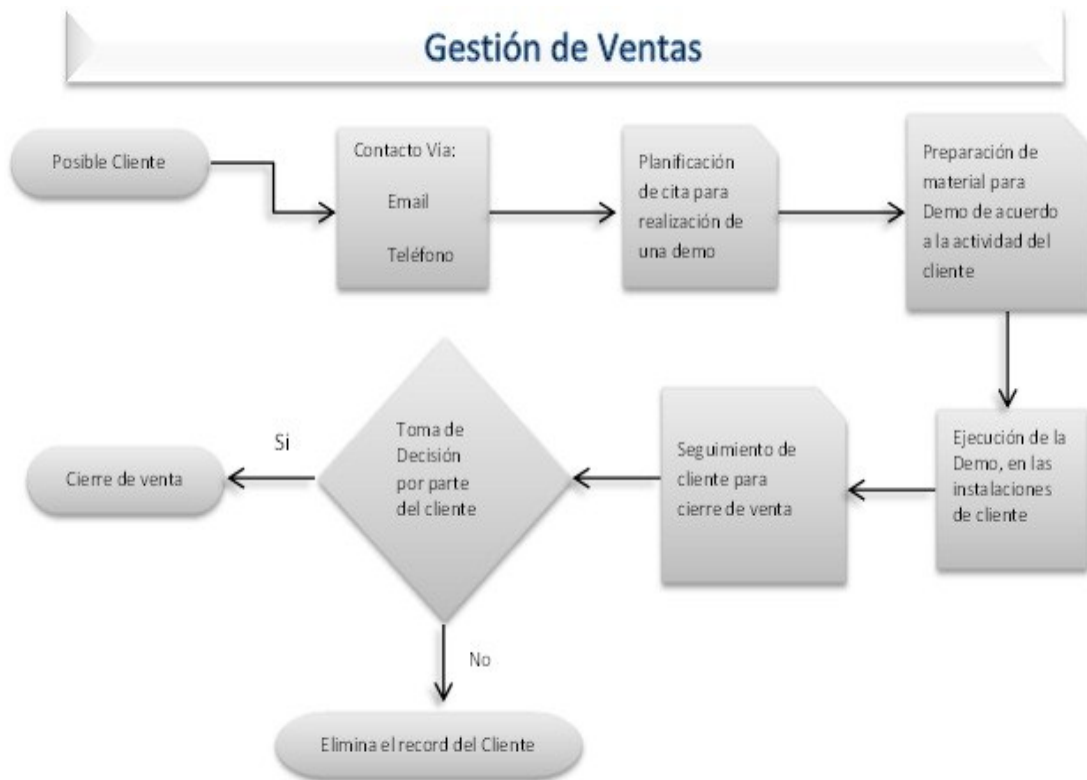 Gestión de Ventas
Posible Cliente
Contacto Vía:
Email
Teléfono
Planificación
de cita para
realización de
una demo
Preparación de
material para
Demo de acuerdo
a la actividad del
cliente
Ejecución de la
Demo, en las
instalaciones
de cliente
Seguimiento de
cliente para
cierre de venta
Toma de
Decisión
por parte
del cliente
Si
Cierre de venta
No
Elimina el record del Cliente